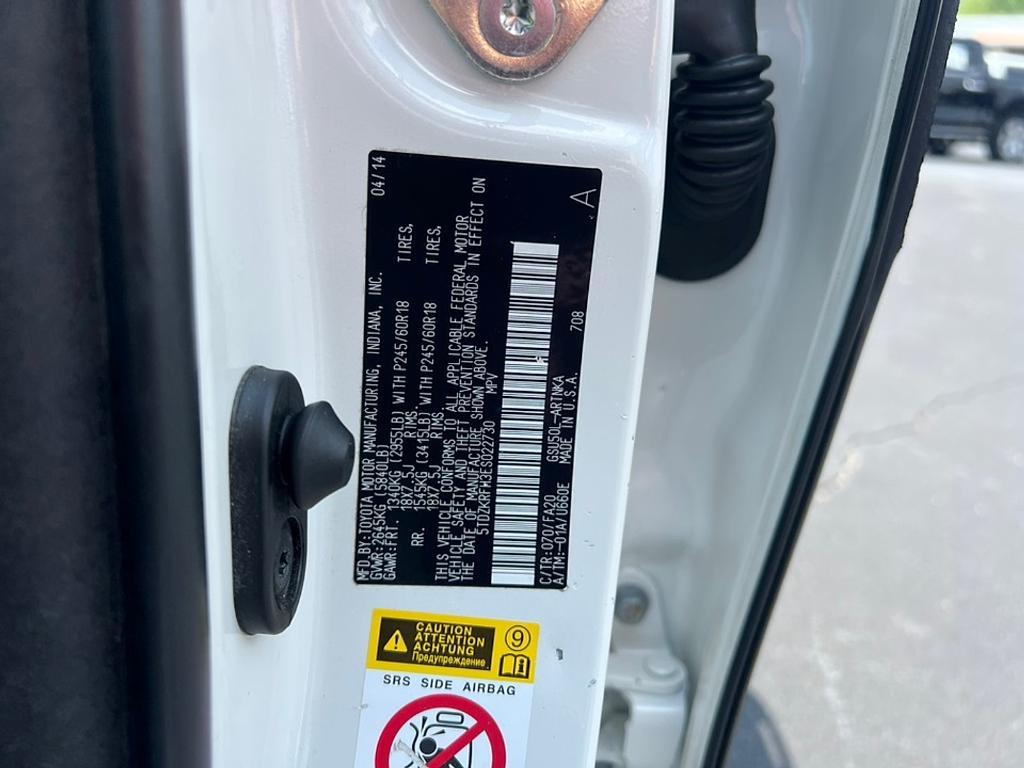 MFD.BY:TOYOTA MOTOR MANUFACTURING, INDIANA, INC. 04/14
GVWR:2645KG (5840LB)
GAWR:FRT. 1340KG (2955LB) WITH P245/60R18 TIRES,
18X7.5J RIMS.
RR. 1545KG (3415LB) WITH P245/60R18 TIRES,
18X7.5J RIMS.
THIS VEHICLE CONFORMS TO ALL APPLICABLE FEDERAL MOTOR
VEHICLE SAFETY AND THEFT PREVENTION STANDARDS IN EFFECT ON
THE DATE OF MANUFACTURE SHOWN ABOVE.
5TDZKRFH3ES022730 MPV
A
C/TR:070/FA20 GSU50L-ARTNKA 708
A/TM:-01A/U660E MADE IN U.S.A.
CAUTION
ATTENTION
ACHTUNG
Предупреждение
9
SRS SIDE AIRBAG